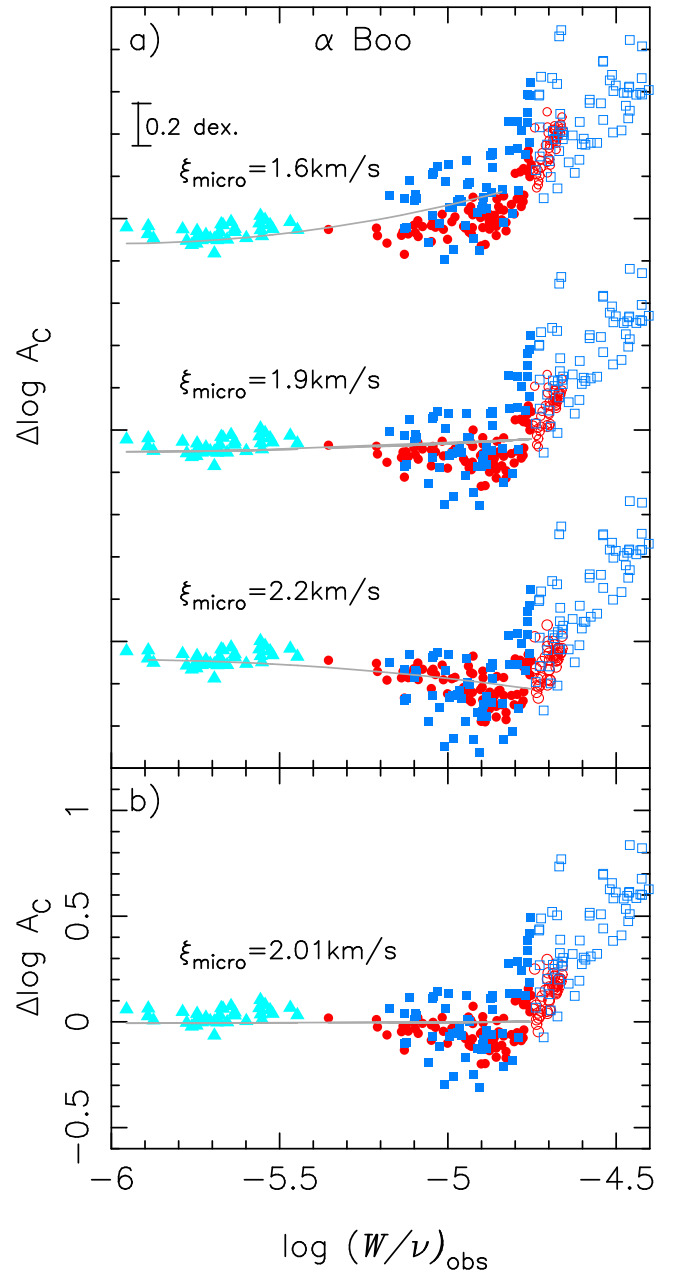 a) α Boo
0.2 dex.
ξmicro=1.6km/s
ξmicro=1.9km/s
Δlog AC
ξmicro=2.2km/s
b)
1
0.5
0
−0.5
Δlog AC
ξmicro=2.01km/s
−6 −5.5 −5 −4.5
log (W/ν)obs